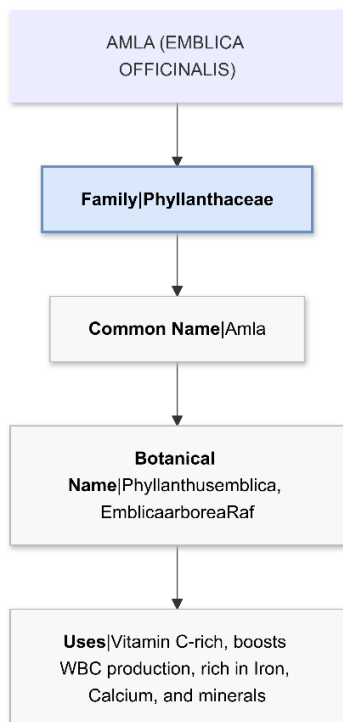 AMLA (EMBLICA
OFFICINALIS)
Family|Phyllanthaceae
Common Name|Amla
Botanical
Name|Phyllanthusemblica,
EmblicaarboreaRaf
Uses|Vitamin C-rich, boosts
WBC production, rich in Iron,
Calcium, and minerals